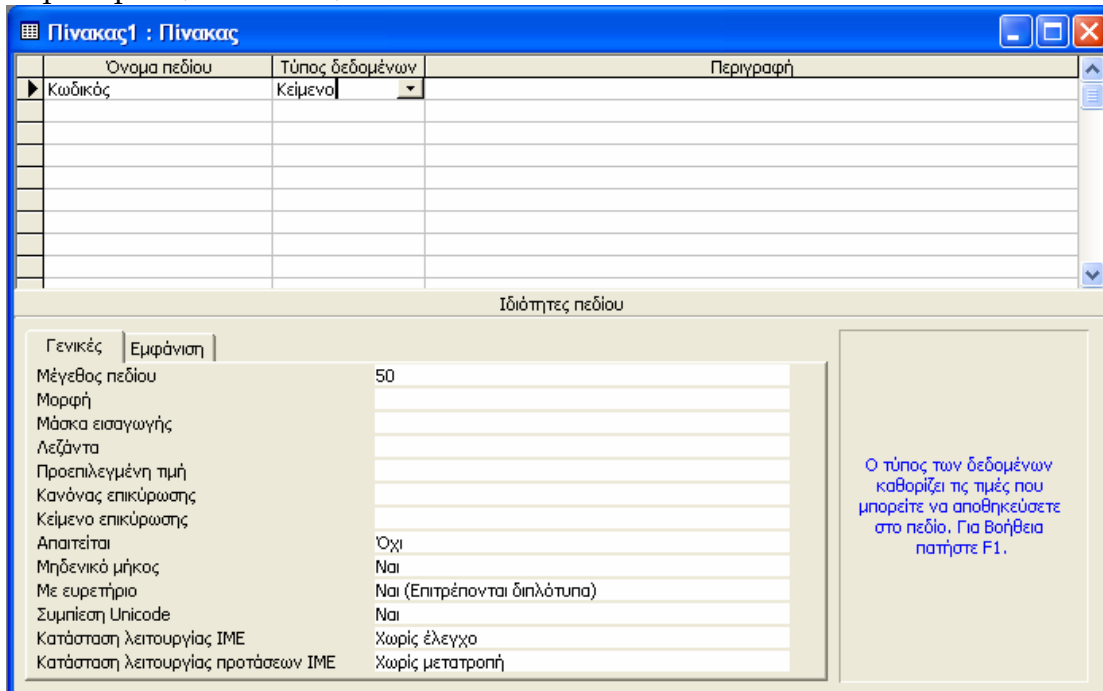 Πίνακας1 : Πίνακας
Όνομα πεδίου Τύπος δεδομένων Περιγραφή
Κωδικός Κείμενο
Ιδιότητες πεδίου
Γενικές Εμφάνιση
Μέγεθος πεδίου 50
Μορφή
Μάσκα εισαγωγής
Λεζάντα
Προεπιλεγμένη τιμή
Κανόνας επικύρωσης
Κείμενο επικύρωσης
Απαιτείται Όχι
Μηδενικό μήκος Ναι
Με ευρετήριο Ναι (Επιτρέπονται διπλότυπα)
Συμπίεση Unicode Ναι
Κατάσταση λειτουργίας IME Χωρίς έλεγχο
Κατάσταση λειτουργίας προτάσεων IME Χωρίς μετατροπή
Ο τύπος των δεδομένων
καθορίζει τις τιμές που
μπορείτε να αποθηκεύσετε
στο πεδίο. Για Βοήθεια
πατήστε F1.